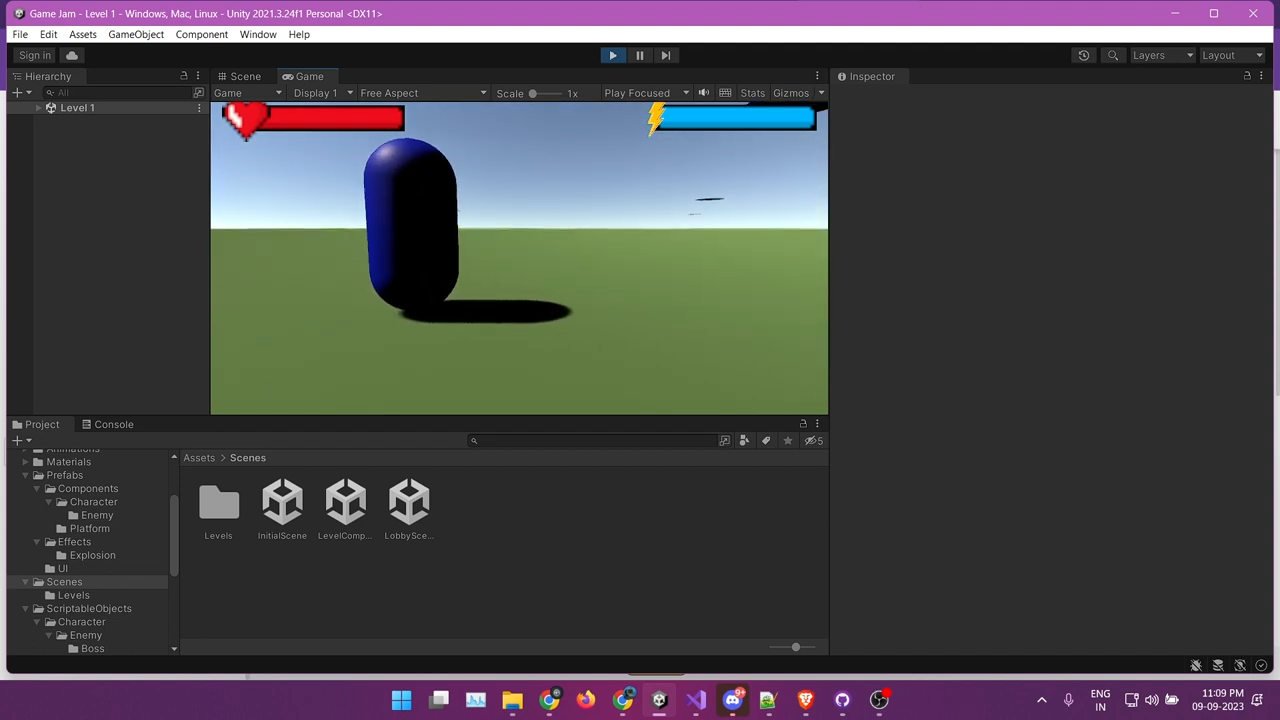 Game Jam - Level 1 - Windows, Mac, Linux - Unity 2021.3.24f1 Personal <DX11>
File Edit Assets GameObject Component Window Help
Sign in Layers Layout
Hierarchy Scene Game Inspector
All Game Display 1 Free Aspect Scale 1x Play Focused Stats Gizmos
Level 1
Project Console
5
Animations Assets > Scenes
Materials
Prefabs
Components
Character
Enemy
Platform
Levels InitialScene LevelComp... LobbySce...
Effects
Explosion
UI
Scenes
Levels
ScriptableObjects
Character
Enemy
Boss
9+
ENG
IN
11:09 PM
09-09-2023